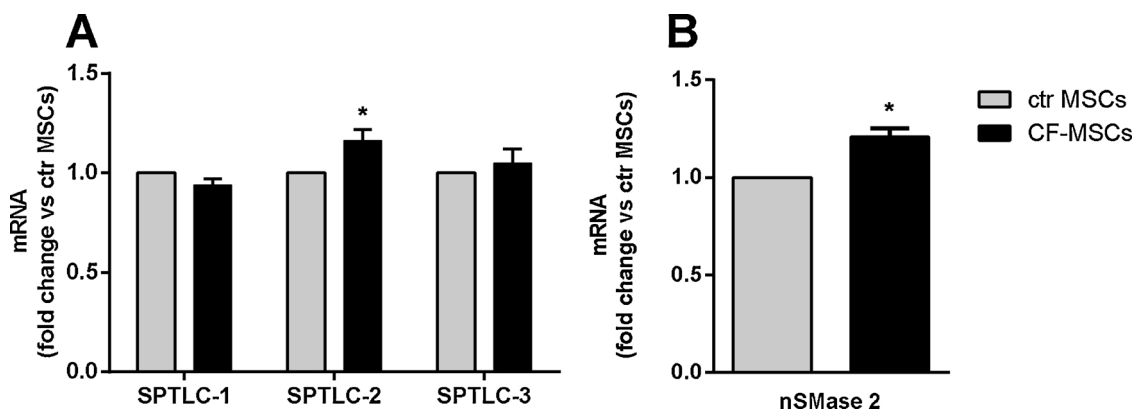 A
mRNA
(fold change vs ctr MSCs)
1.5
1.0
0.5
0.0
*
SPTLC-1
SPTLC-2
SPTLC-3
B
mRNA
(fold change vs ctr MSCs)
1.5
1.0
0.5
0.0
*
nSMase 2
ctr MSCs
CF-MSCs